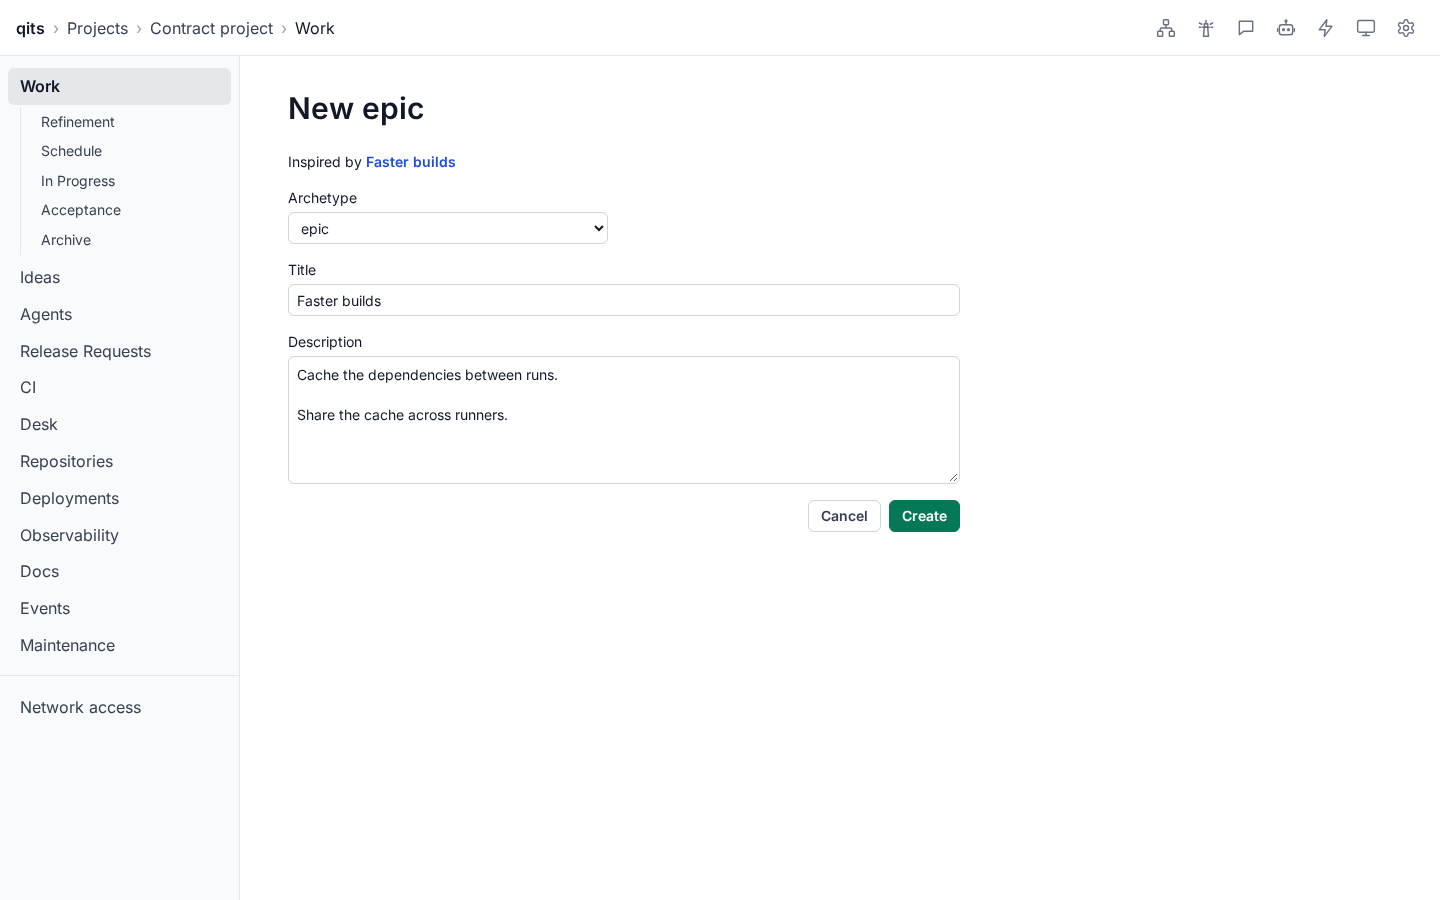 qits › Projects › Contract project › Work
Work
Refinement
Schedule
In Progress
Acceptance
Archive
Ideas
Agents
Release Requests
CI
Desk
Repositories
Deployments
Observability
Docs
Events
Maintenance
Network access
New epic
Inspired by Faster builds
Archetype
epic
Title
Faster builds
Description
Cache the dependencies between runs.
Share the cache across runners.
Cancel Create